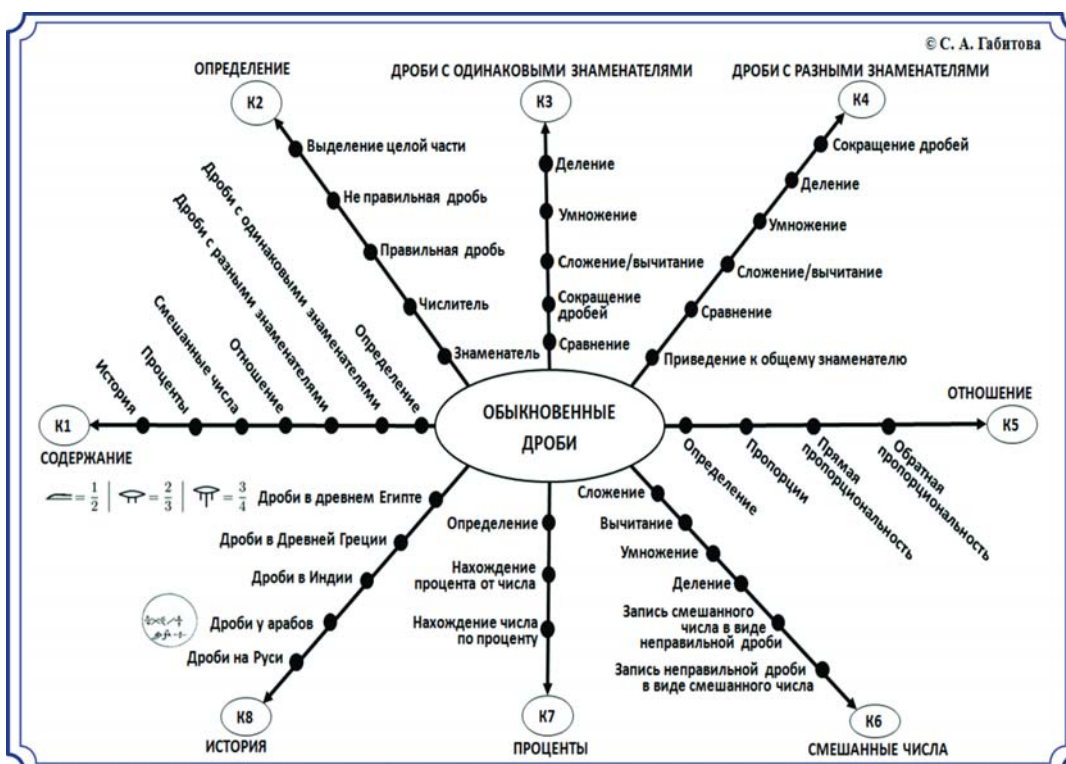 © С. А. Габитова
ОПРЕДЕЛЕНИЕ
К2
Выделение целой части
Не правильная дробь
Правильная дробь
Числитель
Знаменатель
ДРОБИ С ОДИНАКОВЫМИ ЗНАМЕНАТЕЛЯМИ
К3
Деление
Умножение
Сложение/вычитание
Сокращение
дробей
Сравнение
ДРОБИ С РАЗНЫМИ ЗНАМЕНАТЕЛЯМИ
К4
Сокращение дробей
Деление
Умножение
Сложение/вычитание
Сравнение
Приведение к общему знаменателю
К1
СОДЕРЖАНИЕ
История
Проценты
Смешанные числа
Отношение
Дроби с разными знаменателями
Дроби с одинаковыми знаменателями
Определение
ОБЫКНОВЕННЫЕ
ДРОБИ
ОТНОШЕНИЕ
К5
Определение
Пропорции
Прямая
пропорциональность
Обратная
пропорциональность
= 1/2 | = 2/3 | = 3/4
Дроби в древнем Египте
Дроби в Древней Греции
Дроби в Индии
Дроби у арабов
Дроби на Руси
К8
ИСТОРИЯ
Определение
Нахождение
процента от числа
Нахождение числа
по проценту
К7
ПРОЦЕНТЫ
Сложение
Вычитание
Умножение
Деление
Запись смешанного
числа в виде
неправильной дроби
Запись неправильной дроби
в виде смешанного числа
К6
СМЕШАННЫЕ ЧИСЛА